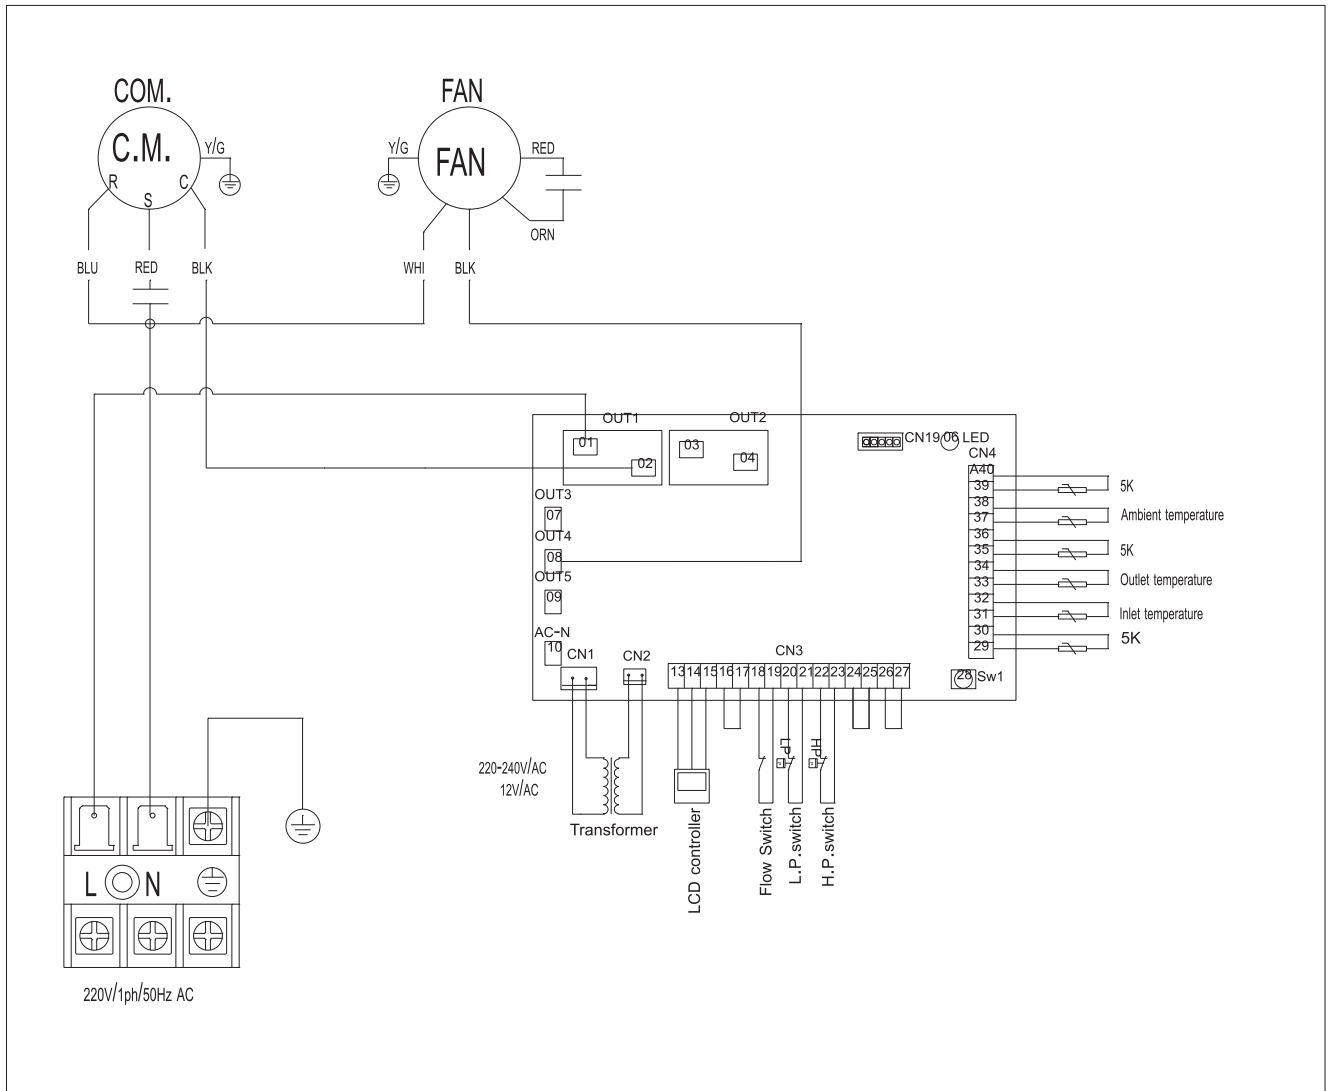 COM.
FAN
C.M.
Y/G
Y/G
FAN
RED
R
S
C
ORN
BLU
RED
BLK
WHI
BLK
OUT1
OUT2
01
02
03
04
CN19 06 LED
CN4
A40
39
38
37
36
35
34
33
32
31
30
29
5K
Ambient temperature
5K
Outlet temperature
Inlet temperature
5K
OUT3
07
OUT4
08
OUT5
09
AC-N
10
CN1
CN2
CN3
13 14 15 16 17 18 19 20 21 22 23 24 25 26 27
28 Sw1
LP
HP
220-240V/AC
12V/AC
Transformer
LCD controller
Flow Switch
L.P.switch
H.P.switch
L N
220V/1ph/50Hz AC